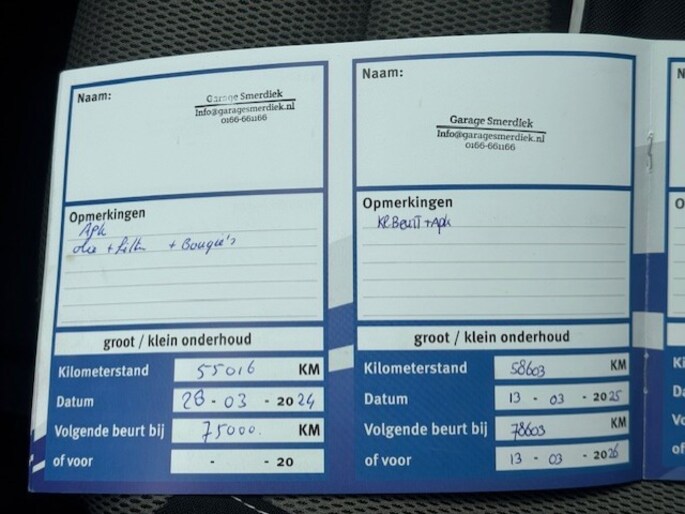 Naam:
Garage Smerdiek
Info@garagesmerdiek.nl
0166-661166
Opmerkingen
Apk
olie + filter + Bougie's
groot / klein onderhoud
Kilometerstand 55016 KM
Datum 28 - 03 - 2024
Volgende beurt bij 75000. KM
of voor - - 20
Naam:
Garage Smerdiek
Info@garagesmerdiek.nl
0166-661166
Opmerkingen
Kl Beurt + Apk
groot / klein onderhoud
Kilometerstand 58603 KM
Datum 13 - 03 - 2025
Volgende beurt bij 78603 KM
of voor 13 - 03 - 2026